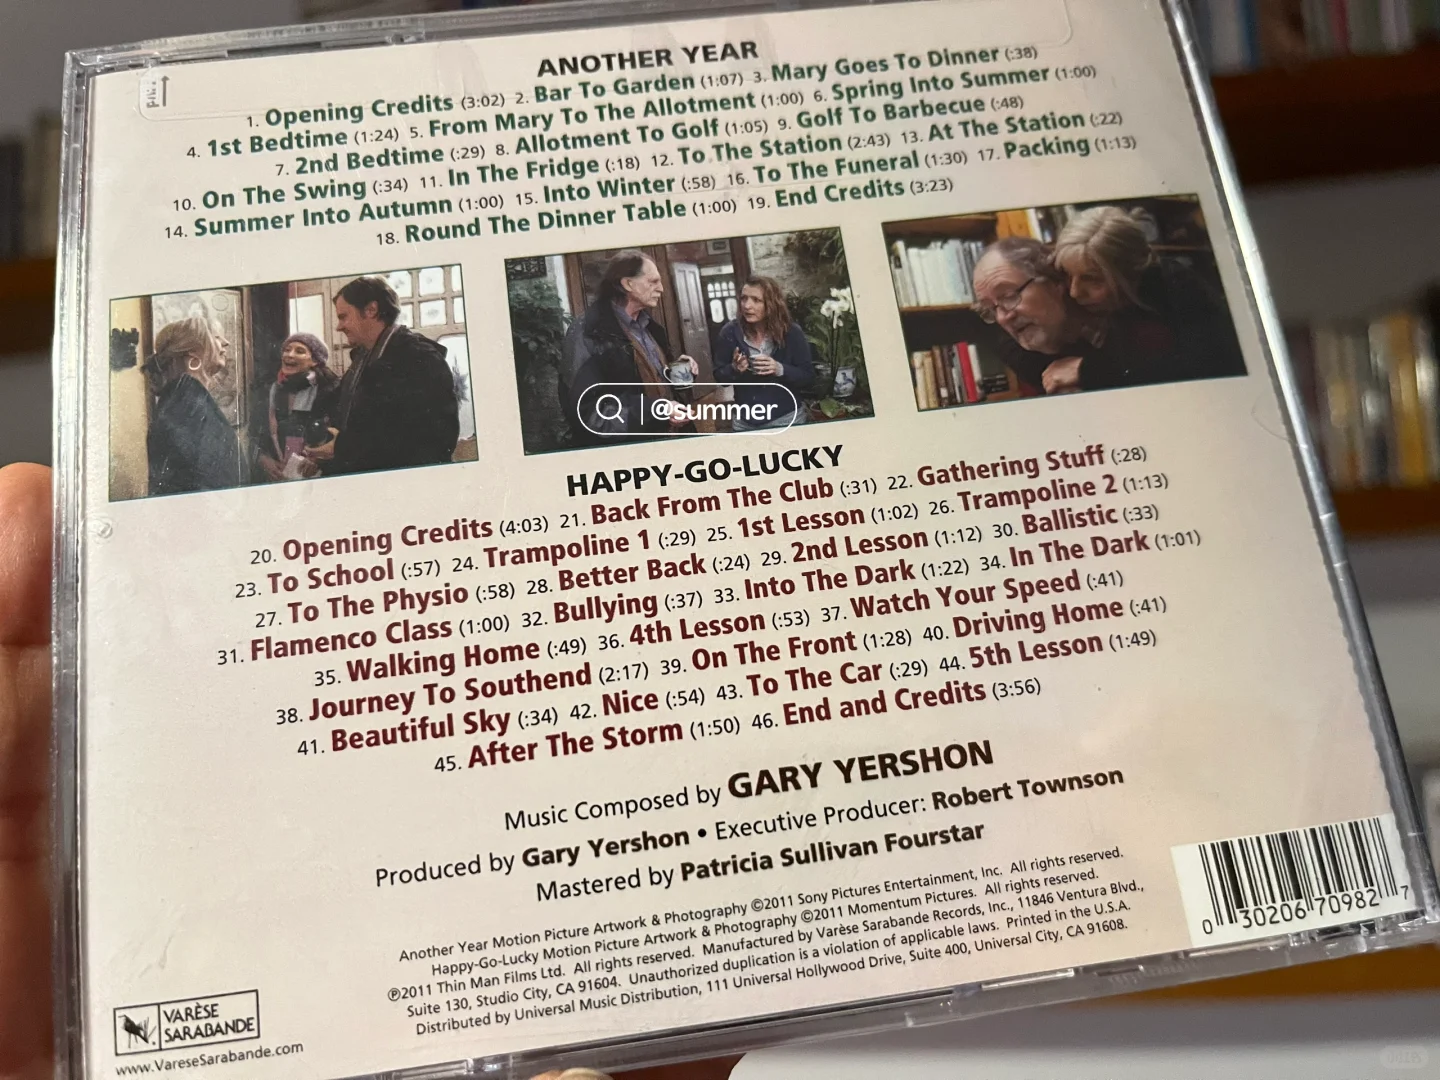 ANOTHER YEAR
1. Opening Credits (3:02) 2. Bar To Garden (1:07) 3. Mary Goes To Dinner (:38)
4. 1st Bedtime (1:24) 5. From Mary To The Allotment (1:00) 6. Spring Into Summer (1:00)
7. 2nd Bedtime (:29) 8. Allotment To Golf (1:05) 9. Golf To Barbecue (:48)
10. On The Swing (:34) 11. In The Fridge (:18) 12. To The Station (2:43) 13. At The Station (:22)
14. Summer Into Autumn (1:00) 15. Into Winter (:58) 16. To The Funeral (1:30) 17. Packing (1:13)
18. Round The Dinner Table (1:00) 19. End Credits (3:23)
@summer
HAPPY-GO-LUCKY
20. Opening Credits (4:03) 21. Back From The Club (:31) 22. Gathering Stuff (:28)
23. To School (:57) 24. Trampoline 1 (:29) 25. 1st Lesson (1:02) 26. Trampoline 2 (1:13)
27. To The Physio (:58) 28. Better Back (:24) 29. 2nd Lesson (1:12) 30. Ballistic (:33)
31. Flamenco Class (1:00) 32. Bullying (:37) 33. Into The Dark (1:22) 34. In The Dark (1:01)
35. Walking Home (:49) 36. 4th Lesson (:53) 37. Watch Your Speed (:41)
38. Journey To Southend (2:17) 39. On The Front (1:28) 40. Driving Home (:41)
41. Beautiful Sky (:34) 42. Nice (:54) 43. To The Car (:29) 44. 5th Lesson (1:49)
45. After The Storm (1:50) 46. End and Credits (3:56)
Music Composed by GARY YERSHON
Produced by Gary Yershon • Executive Producer: Robert Townson
Mastered by Patricia Sullivan Fourstar
Another Year Motion Picture Artwork & Photography ©2011 Sony Pictures Entertainment, Inc. All rights reserved.
Happy-Go-Lucky Motion Picture Artwork & Photography ©2011 Momentum Pictures. All rights reserved.
℗2011 Thin Man Films Ltd. All rights reserved. Manufactured by Varèse Sarabande Records, Inc., 11846 Ventura Blvd.,
Suite 130, Studio City, CA 91604. Unauthorized duplication is a violation of applicable laws. Printed in the U.S.A.
Distributed by Universal Music Distribution, 111 Universal Hollywood Drive, Suite 400, Universal City, CA 91608.
0 30206 70982 7
VARÈSE
SARABANDE
www.VareseSarabande.com